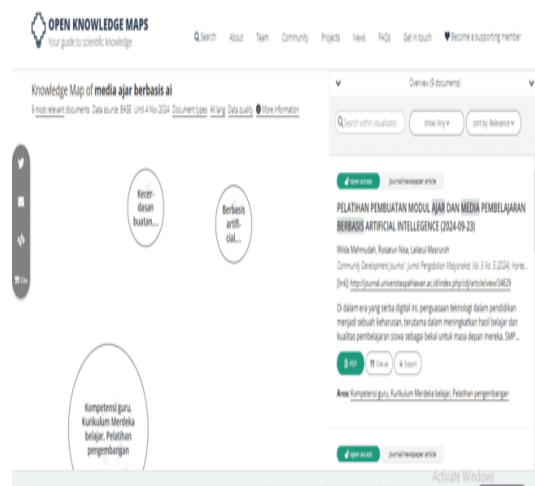 OPEN KNOWLEDGE MAPS
Your guide to scientific knowledge
Search About Team Community Projects News FAQs Get in touch Become a supporting member
Knowledge Map of media ajar berbasis ai
9 most relevant documents Data source: BASE Until 4 Nov 2024 Document types All lang Data quality More information
Kecer-
dasan
buatan,...
Berbasis
artifi-
cial,...
Kompetensi guru,
Kurikulum Merdeka
belajar, Pelatihan
pengembangan
Cite
Overview (9 documents)
Search within visualizatio show: Any sort by: Relevance
open access journal/newspaper article
PELATIHAN PEMBUATAN MODUL AJAR DAN MEDIA PEMBELAJARAN
BERBASIS ARTIFICIAL INTELLEGENCE (2024-09-23)
Wilda Mahmudah, Roisatun Nisa, Lailatul Masruroh
Community Development Journal : Jurnal Pengabdian Masyarakat; Vol. 5 No. 5 (2024)
[link]: http://journal.universitaspahlawan.ac.id/index.php/cdj/article/view/34629
Di dalam era yang serba digital ini, penguasaan teknologi dalam pendidikan
menjadi sebuah keharusan, terutama dalam meningkatkan hasil belajar dan
kualitas pembelajaran siswa sebagai bekal untuk masa depan mereka. SMP...
PDF Cite as Export
Area: Kompetensi guru, Kurikulum Merdeka belajar, Pelatihan pengembangan
open access journal/newspaper article
Activate Windows